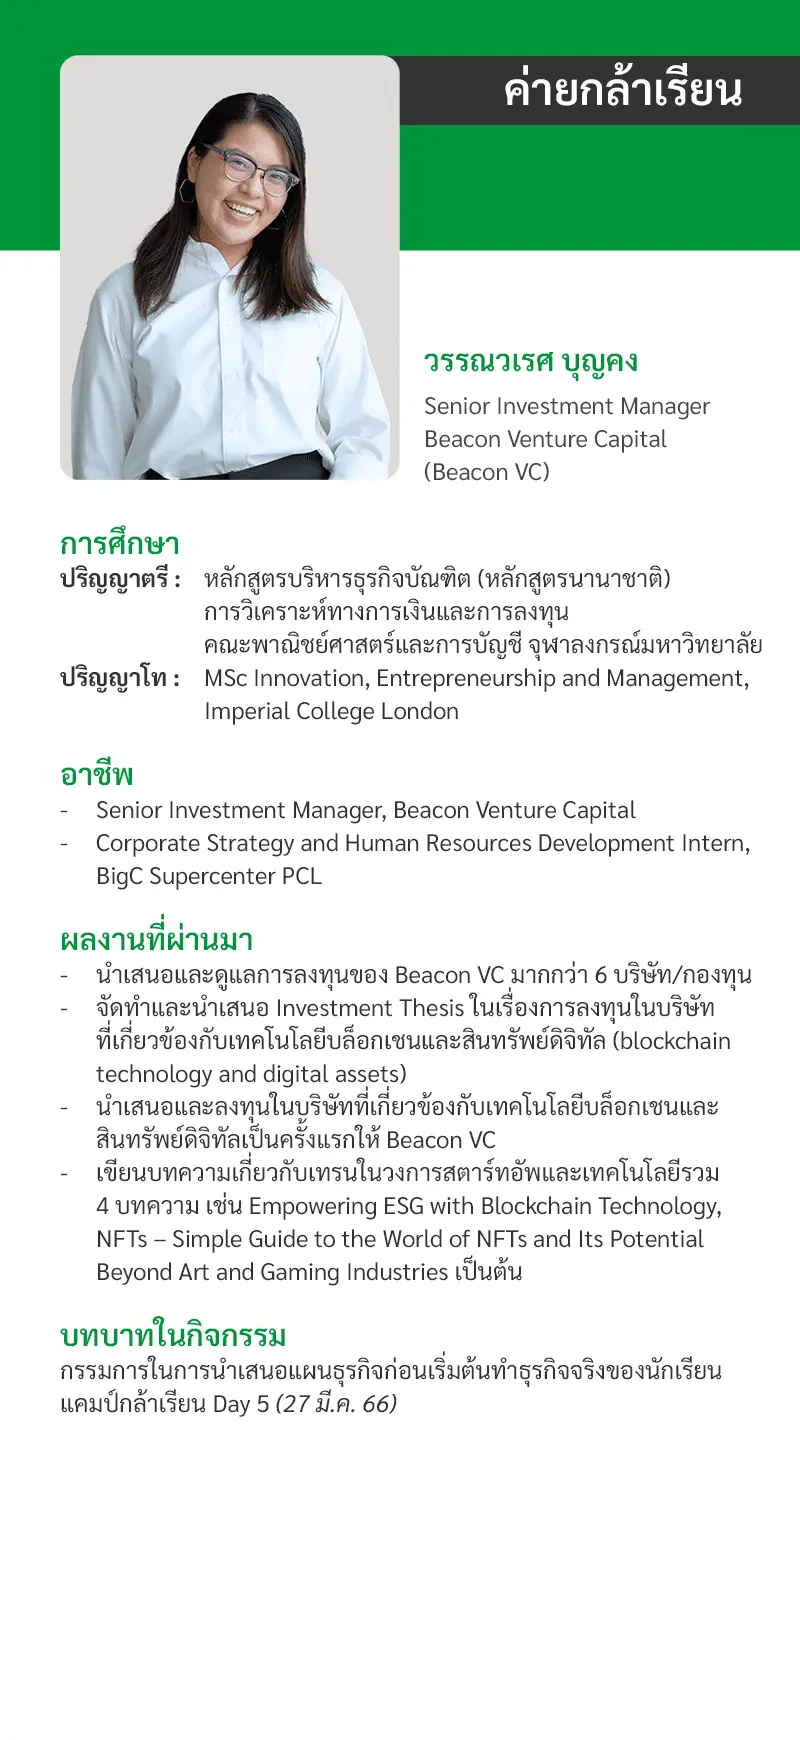 ค่ายกล้าเรียน
วรรณวเรศ บุญคง
Senior Investment Manager
Beacon Venture Capital
(Beacon VC)
การศึกษา
ปริญญาตรี : หลักสูตรบริหารธุรกิจบัณฑิต (หลักสูตรนานาชาติ)
การวิเคราะห์ทางการเงินและการลงทุน
คณะพาณิชย์ศาสตร์และการบัญชี จุฬาลงกรณ์มหาวิทยาลัย
ปริญญาโท : MSc Innovation, Entrepreneurship and Management,
Imperial College London
อาชีพ
- Senior Investment Manager, Beacon Venture Capital
- Corporate Strategy and Human Resources Development Intern,
BigC Supercenter PCL
ผลงานที่ผ่านมา
- นำเสนอและดูแลการลงทุนของ Beacon VC มากกว่า 6 บริษัท/กองทุน
- จัดทำและนำเสนอ Investment Thesis ในเรื่องการลงทุนในบริษัท
ที่เกี่ยวข้องกับเทคโนโลยีบล็อกเชนและสินทรัพย์ดิจิทัล (blockchain
technology and digital assets)
- นำเสนอและลงทุนในบริษัทที่เกี่ยวข้องกับเทคโนโลยีบล็อกเชนและ
สินทรัพย์ดิจิทัลเป็นครั้งแรกให้ Beacon VC
- เขียนบทความเกี่ยวกับเทรนในวงการสตาร์ทอัพและเทคโนโลยีรวม
4 บทความ เช่น Empowering ESG with Blockchain Technology,
NFTs – Simple Guide to the World of NFTs and Its Potential
Beyond Art and Gaming Industries เป็นต้น
บทบาทในกิจกรรม
กรรมการในการนำเสนอแผนธุรกิจก่อนเริ่มต้นทำธุรกิจจริงของนักเรียน
แคมป์กล้าเรียน Day 5 (27 มี.ค. 66)